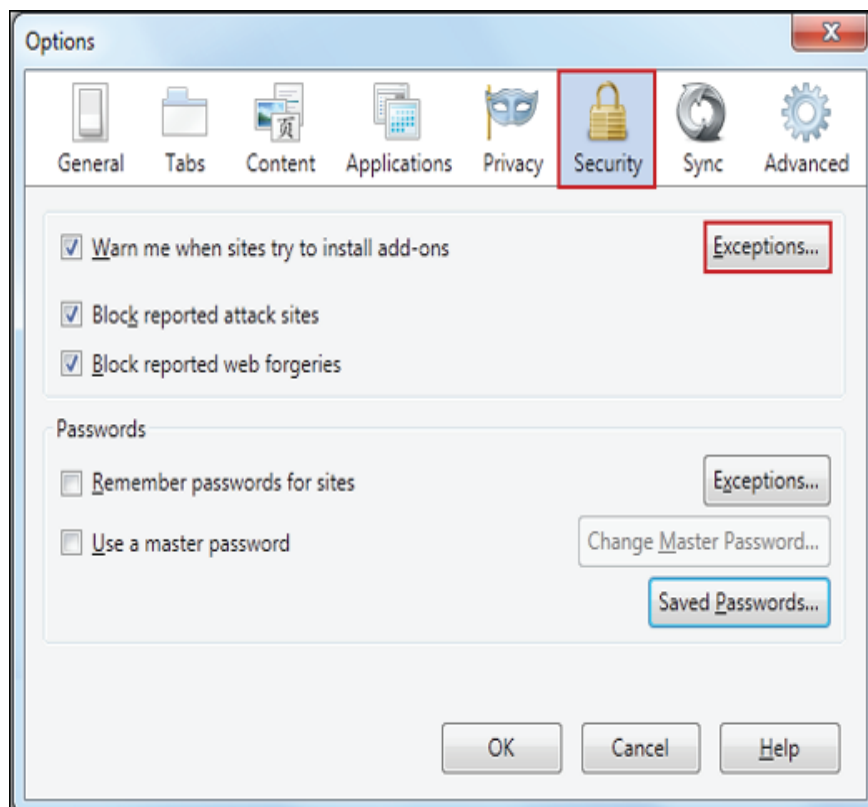 Options
General Tabs Content Applications Privacy Security Sync Advanced
页
Warn me when sites try to install add-ons Exceptions...
Block reported attack sites
Block reported web forgeries
Passwords
Remember passwords for sites Exceptions...
Use a master password Change Master Password...
Saved Passwords...
OK Cancel Help